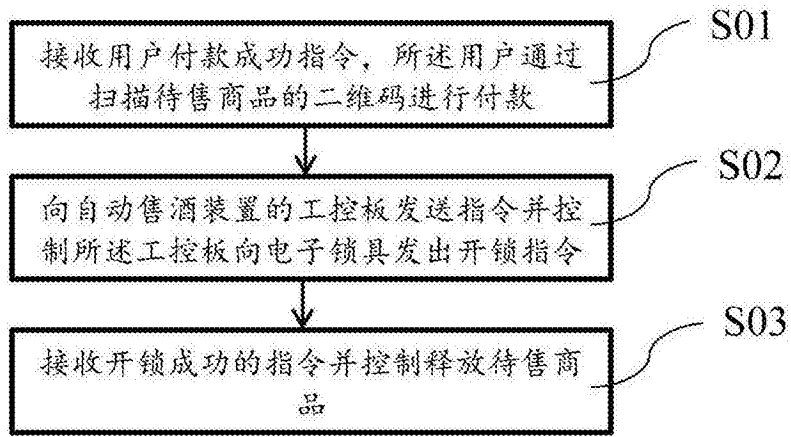 S01
接收用户付款成功指令，所述用户通过
扫描待售商品的二维码进行付款
S02
向自动售酒装置的工控板发送指令并控
制所述工控板向电子锁具发出开锁指令
S03
接收开锁成功的指令并控制释放待售商
品